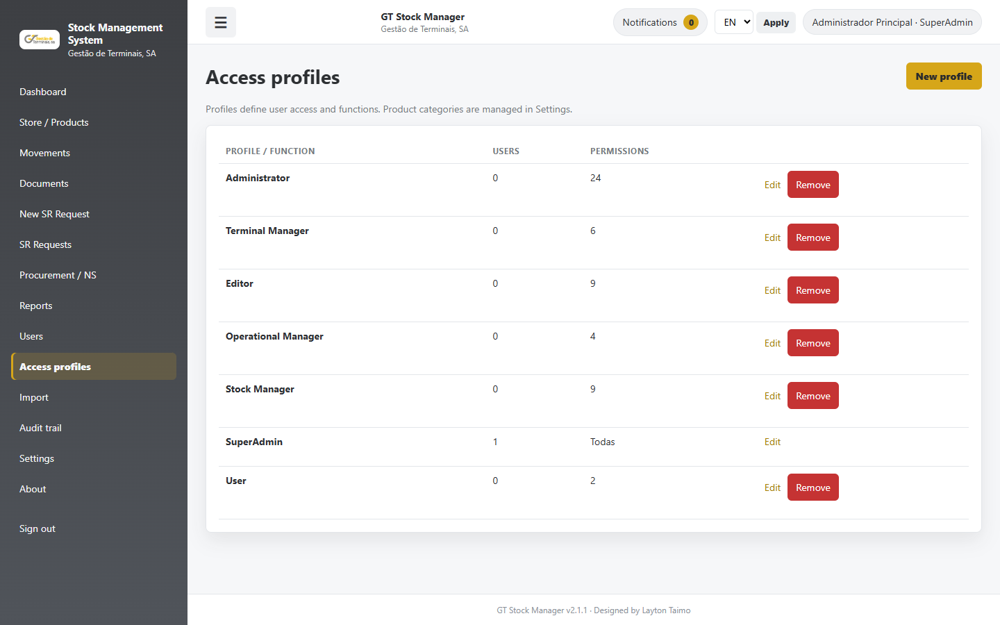 Stock Management
System
Gestão de Terminais, SA
Dashboard
Store / Products
Movements
Documents
New SR Request
SR Requests
Procurement / NS
Reports
Users
Access profiles
Import
Audit trail
Settings
About
Sign out
☰
GT Stock Manager
Gestão de Terminais, SA
Notifications 0
EN
Apply
Administrador Principal · SuperAdmin
Access profiles
New profile
Profiles define user access and functions. Product categories are managed in Settings.
PROFILE / FUNCTION USERS PERMISSIONS
Administrator 0 24 Edit Remove
Terminal Manager 0 6 Edit Remove
Editor 0 9 Edit Remove
Operational Manager 0 4 Edit Remove
Stock Manager 0 9 Edit Remove
SuperAdmin 1 Todas Edit
User 0 2 Edit Remove
GT Stock Manager v2.1.1 · Designed by Layton Taimo